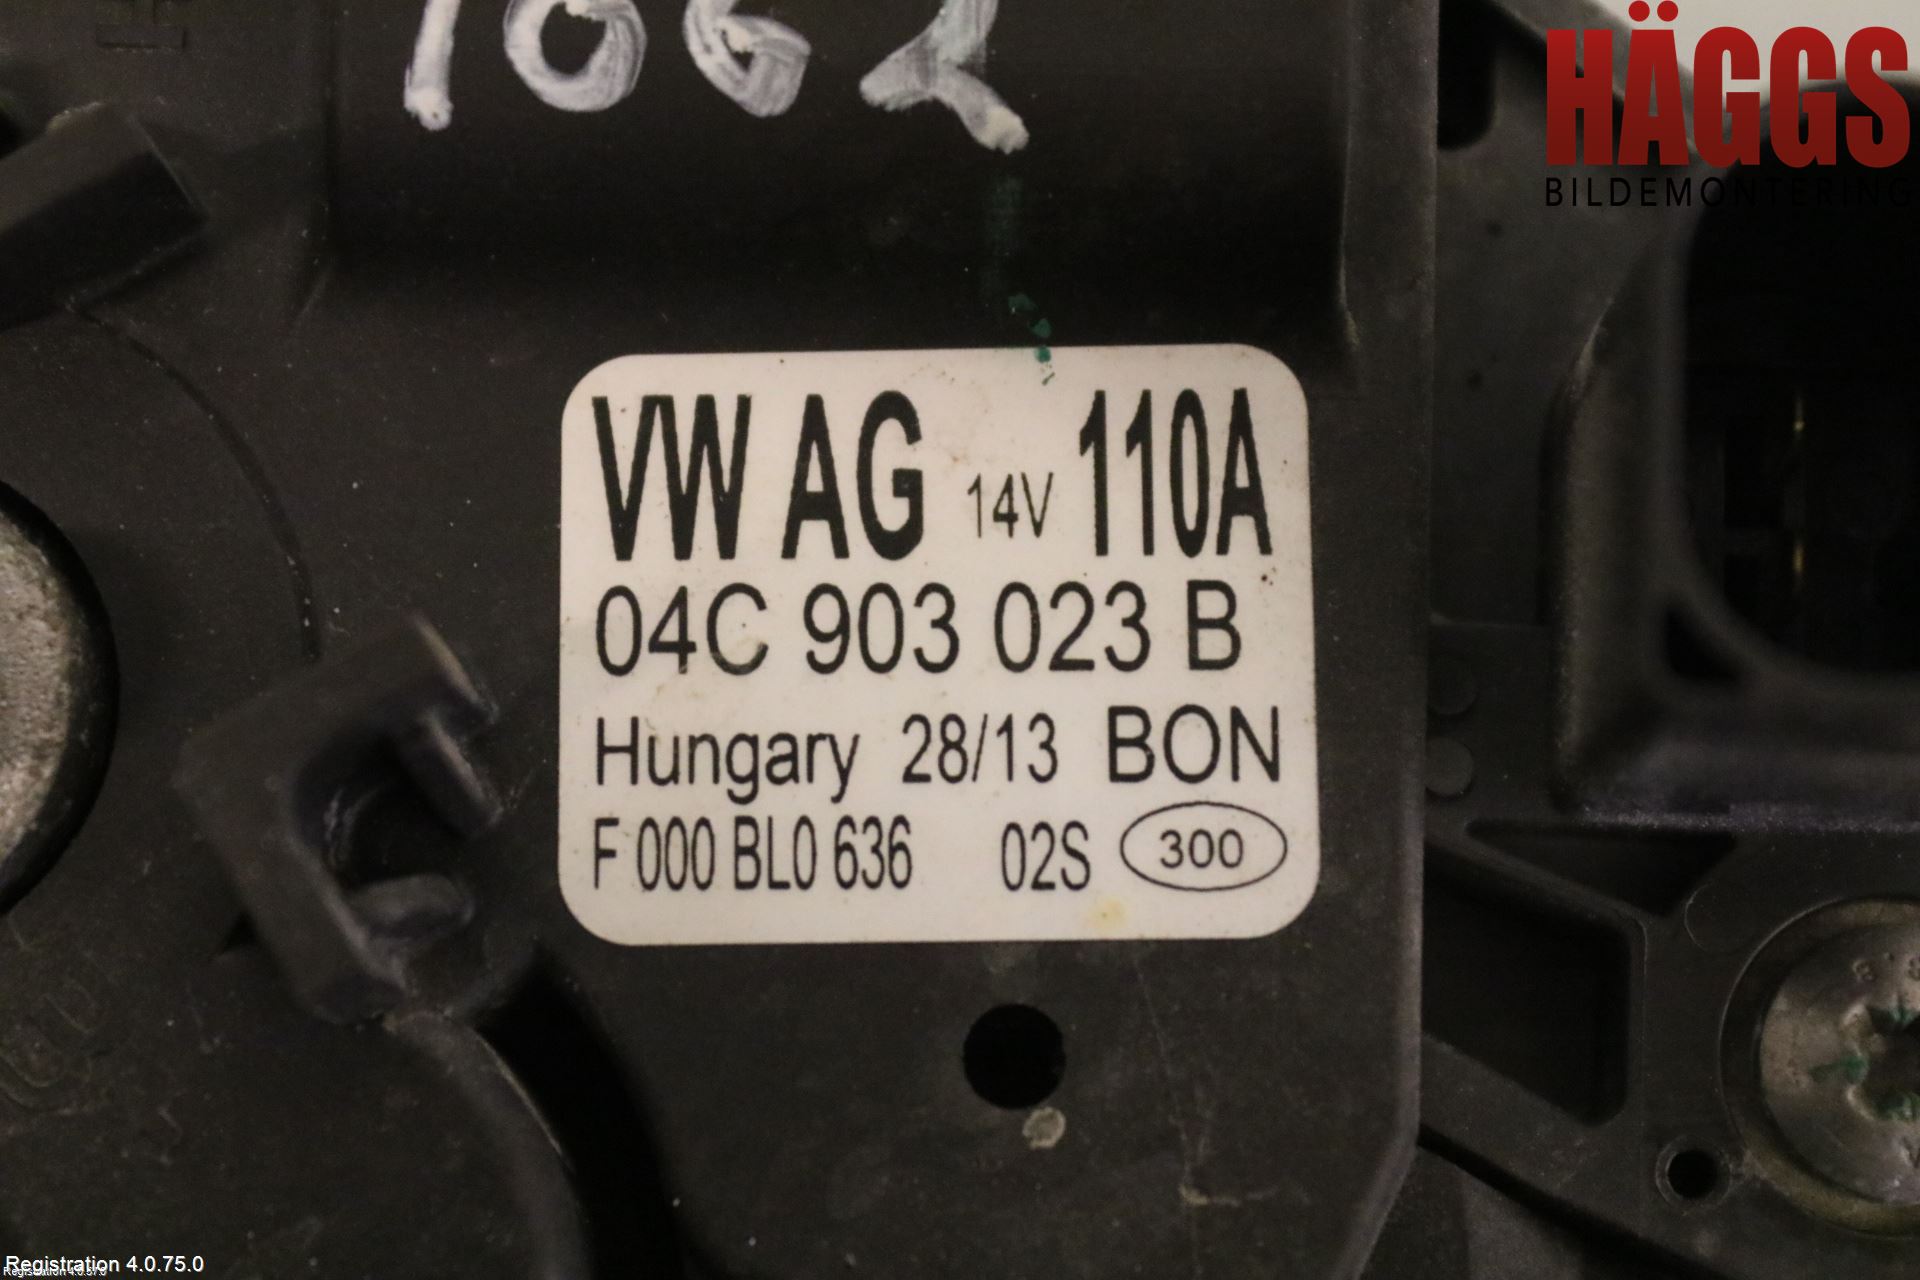 HÄGGS
BILDEMONTERING
VW AG 14V 110A
04C 903 023 B
Hungary 28/13 BON
F 000 BL0 636 02S 300
Registration 4.0.75.0